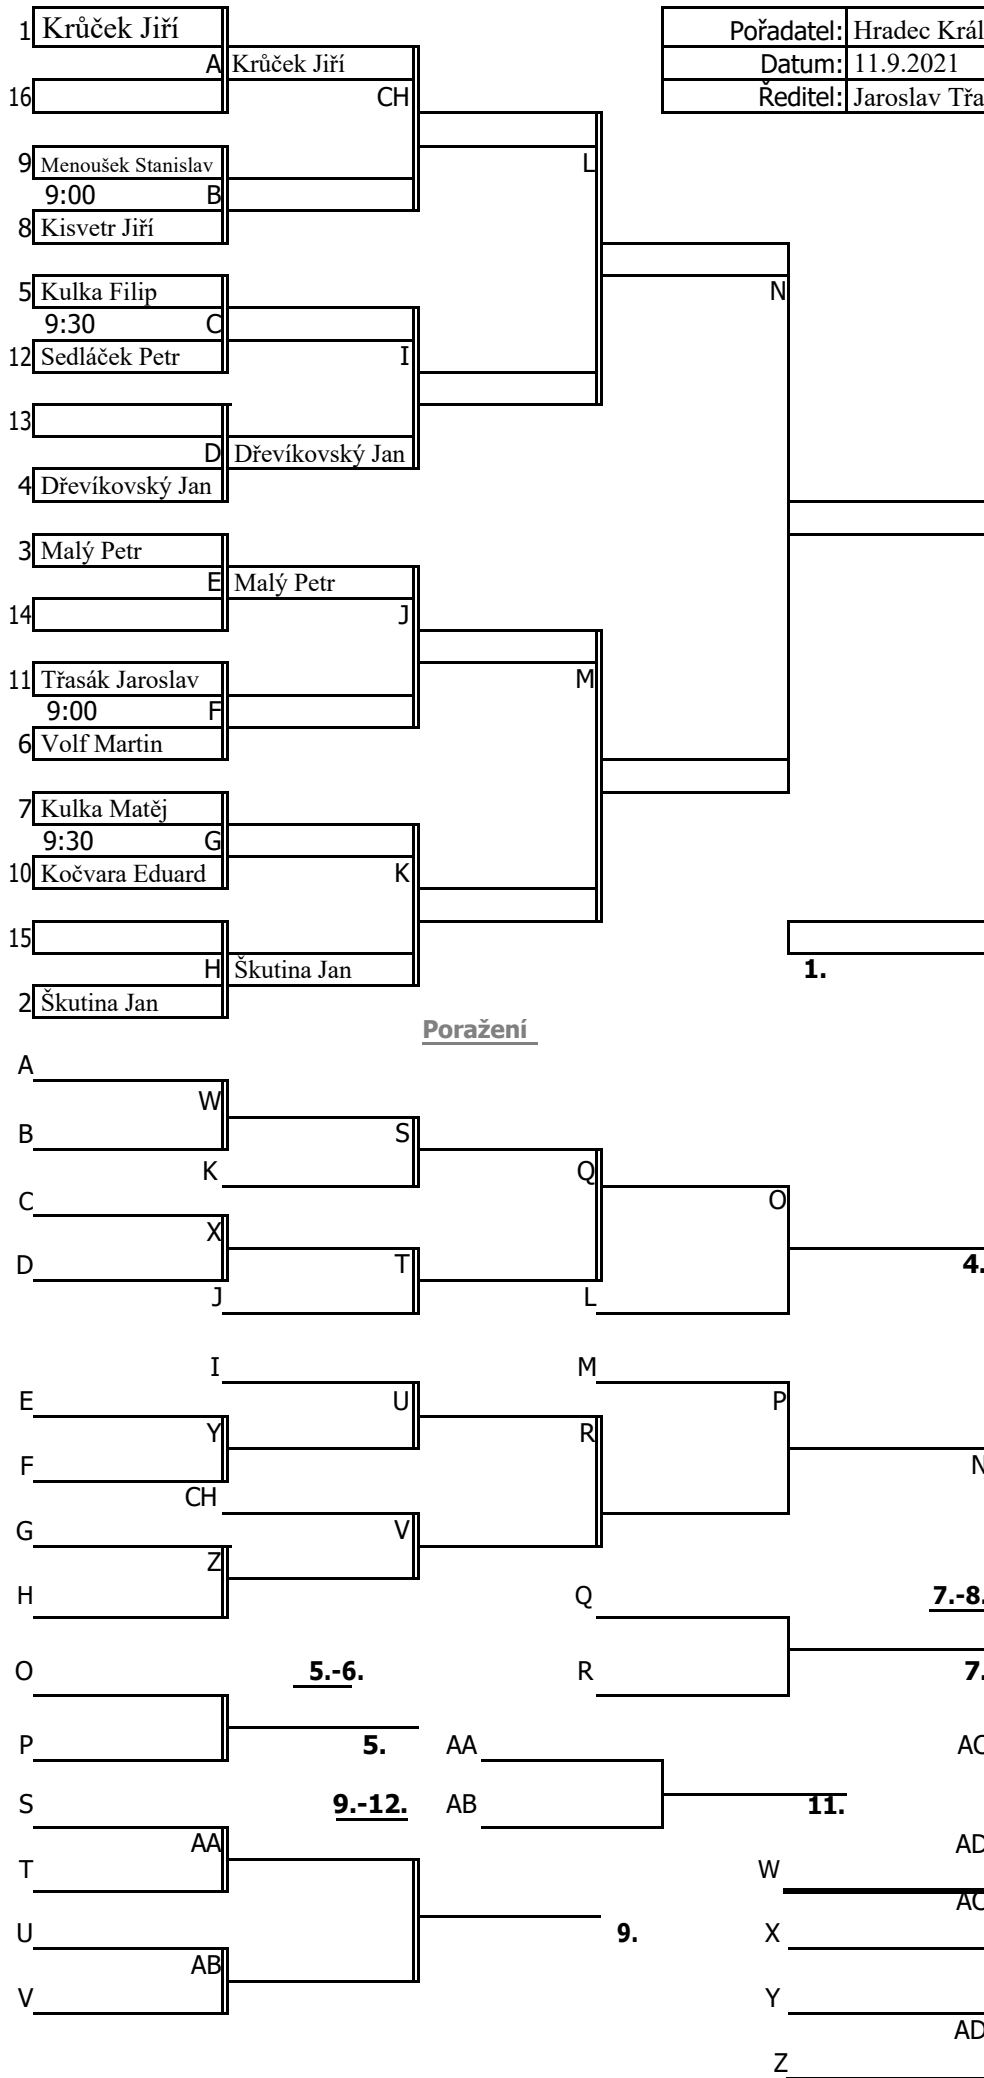 1 Krůček Jiří
Pořadatel: Hradec Král
A Krůček Jiří
Datum: 11.9.2021
16
CH
Ředitel: Jaroslav Třa
9 Menoušek Stanislav
L
9:00 B
8 Kisvetr Jiří
5 Kulka Filip
N
9:30 C
12 Sedláček Petr
I
13
D Dřevíkovský Jan
4 Dřevíkovský Jan
3 Malý Petr
E Malý Petr
14
J
11 Třasák Jaroslav
M
9:00 F
6 Volf Martin
7 Kulka Matěj
9:30 G
10 Kočvara Eduard
K
15
H Škutina Jan
1.
2 Škutina Jan
Poražení
A
W
B
S
K
Q
C
O
X
D
T
4.
J
L
I
M
E
U
P
Y
R
F
N
CH
G
V
Z
H
Q
7.-8.
O
5.-6.
R
7.
P
5.
AA
AC
S
9.-12.
AB
11.
AA
AD
T
W
AC
U
9.
X
AB
V
Y
AD
Z